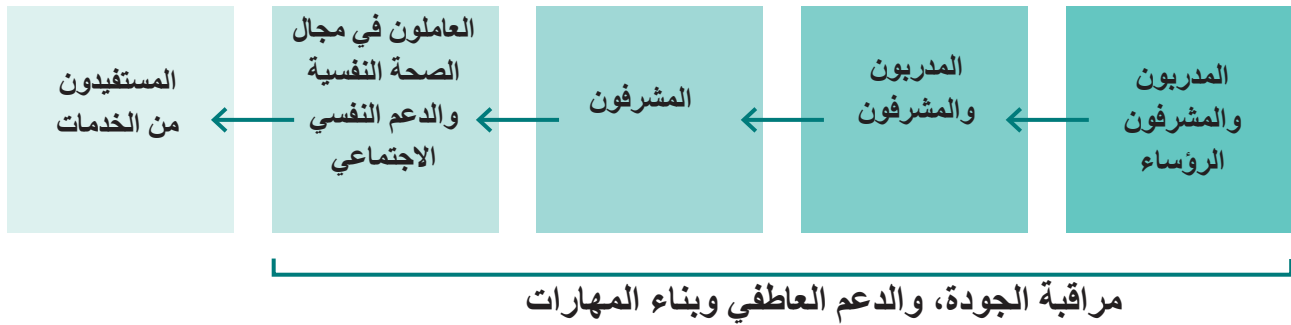 المدربون
والمشرفون
الرؤساء
المدربون
والمشرفون
المشرفون
العاملون في مجال
الصحة النفسية
والدعم النفسي
الاجتماعي
المستفيدون
من الخدمات
مراقبة الجودة، والدعم العاطفي وبناء المهارات